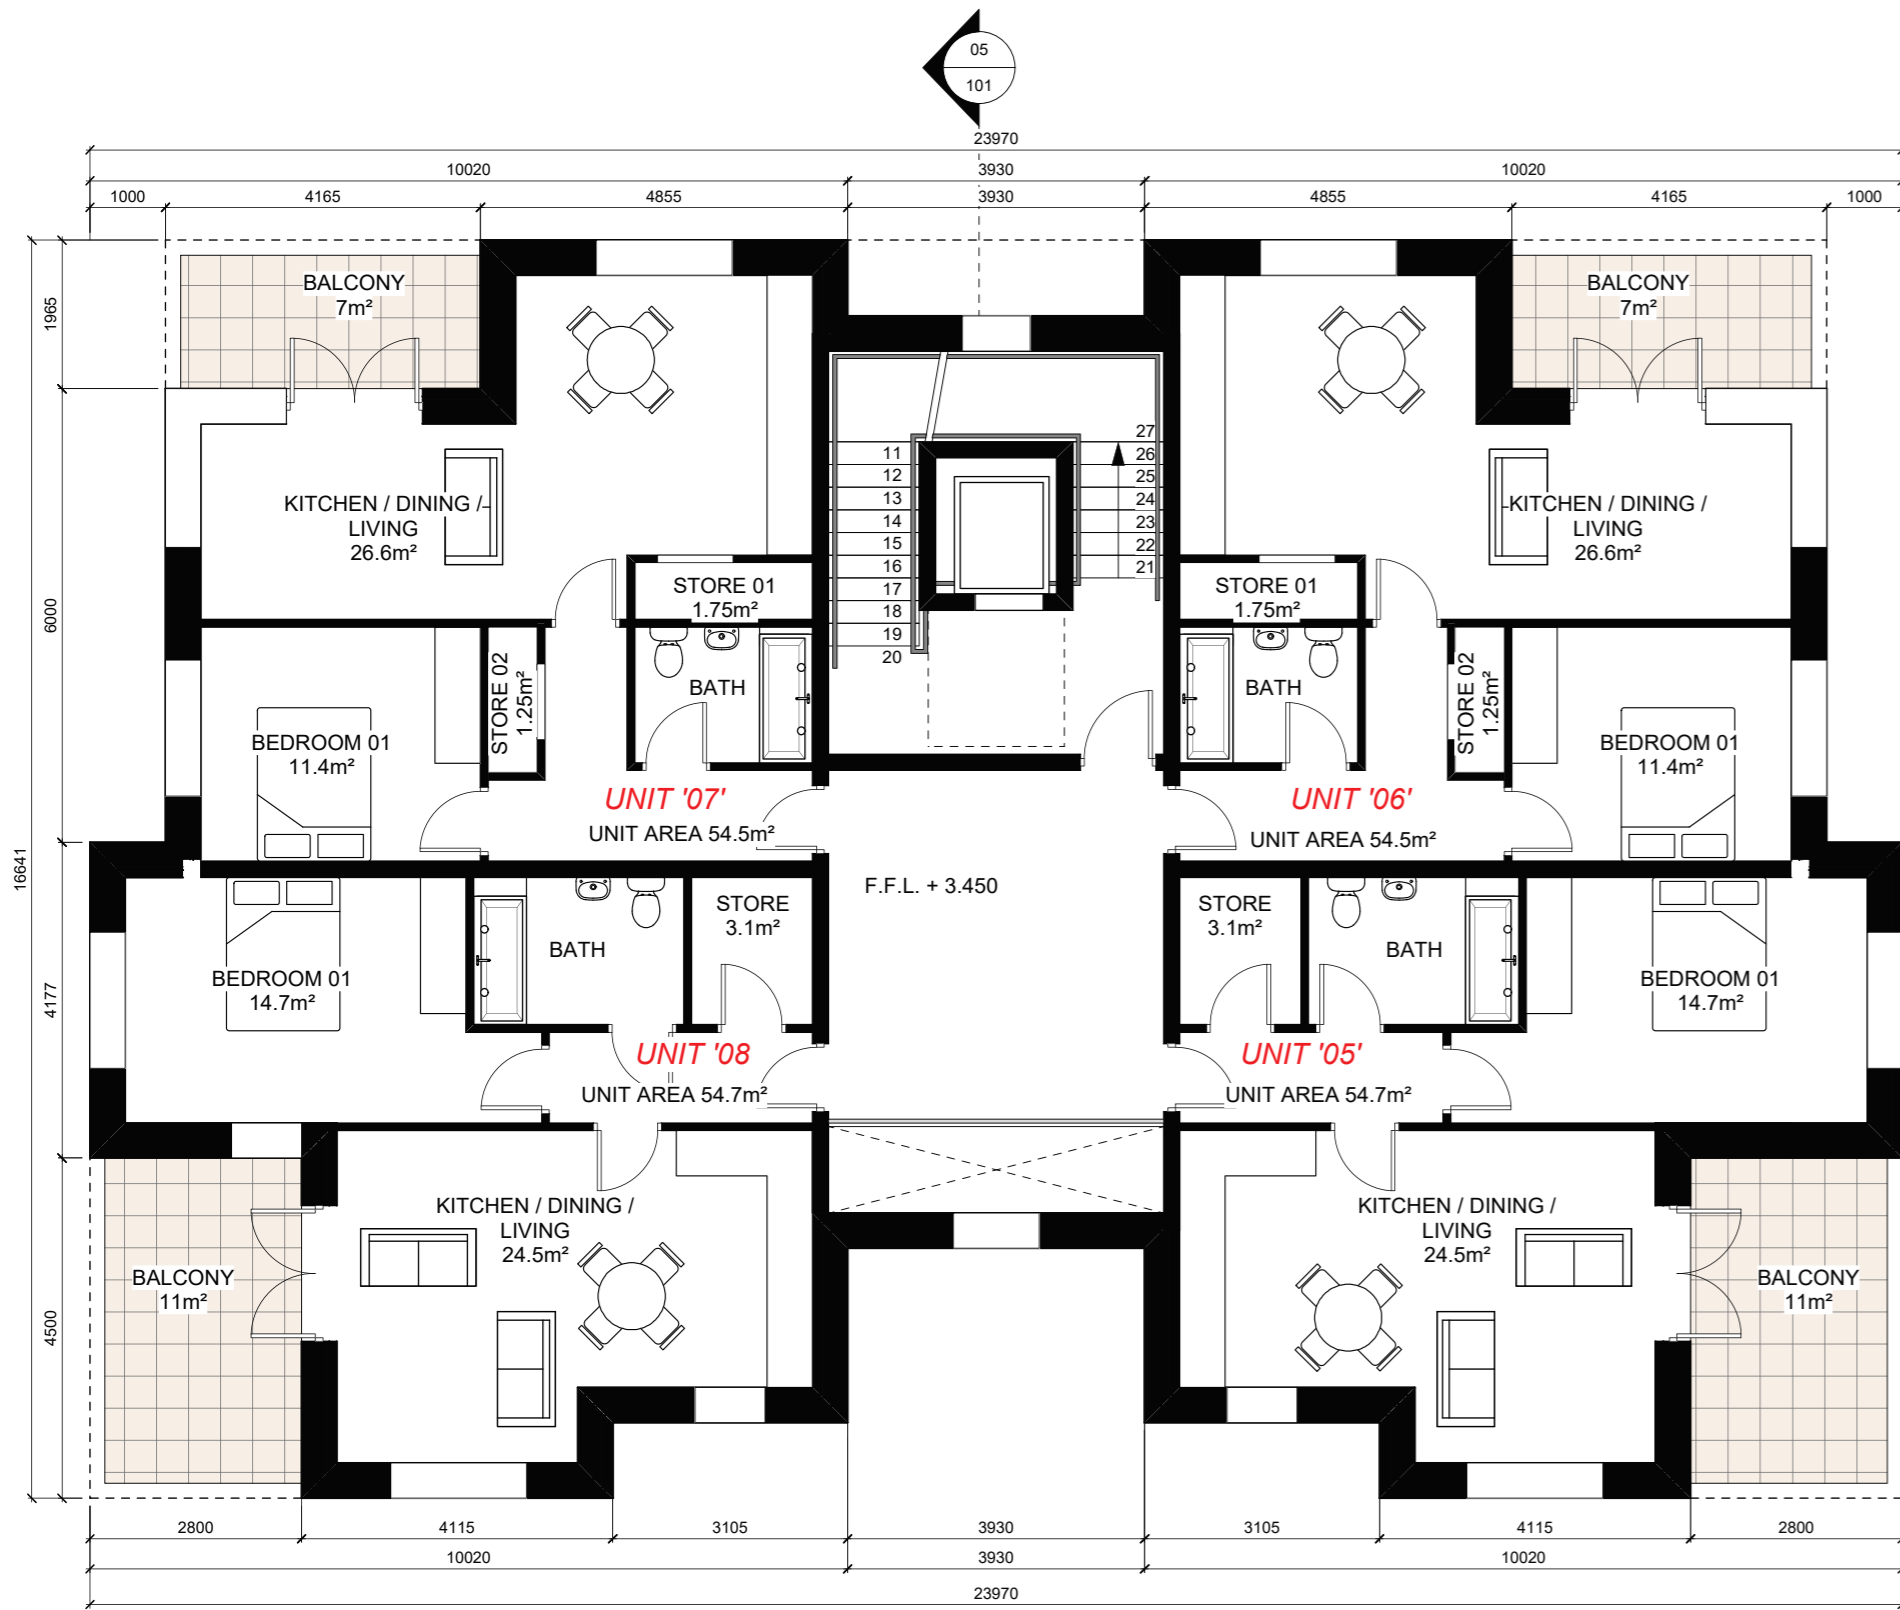 05
101
23970
10020 3930 10020
1000 4165 4855 3930 4855 4165 1000
1965
6000
4177
4500
16641
BALCONY
7m²
BALCONY
7m²
KITCHEN / DINING /
LIVING
26.6m²
KITCHEN / DINING /
LIVING
26.6m²
11
12
13
14
15
16
17
18
19
20
27
26
25
24
23
22
21
STORE 01
1.75m²
STORE 01
1.75m²
STORE 02
1.25m²
STORE 02
1.25m²
BATH
BATH
BEDROOM 01
11.4m²
BEDROOM 01
11.4m²
UNIT '07'
UNIT AREA 54.5m²
UNIT '06'
UNIT AREA 54.5m²
F.F.L. + 3.450
BEDROOM 01
14.7m²
BATH
STORE
3.1m²
STORE
3.1m²
BATH
BEDROOM 01
14.7m²
UNIT '08
UNIT AREA 54.7m²
UNIT '05'
UNIT AREA 54.7m²
KITCHEN / DINING /
LIVING
24.5m²
KITCHEN / DINING /
LIVING
24.5m²
BALCONY
11m²
BALCONY
11m²
2800 4115 3105 3930 3105 4115 2800
10020 3930 10020
23970